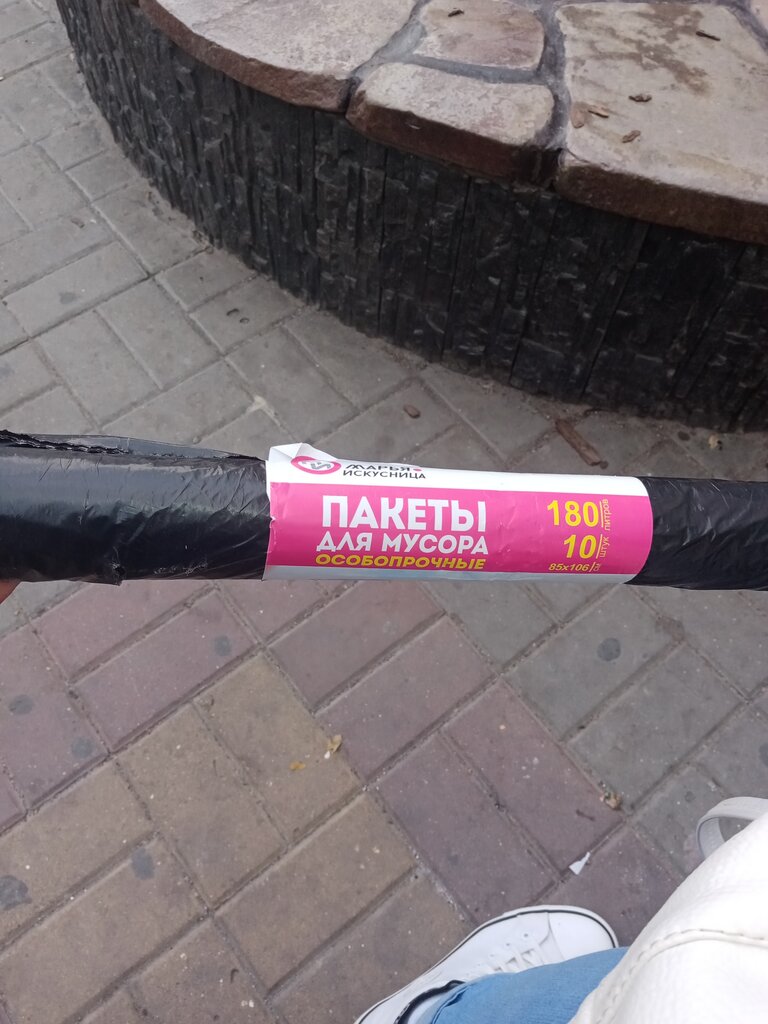 МАРЬЯ
ИСКУСНИЦА
ПАКЕТЫ
ДЛЯ МУСОРА
ОСОБОПРОЧНЫЕ
180 литров
10 штук
85х106/см